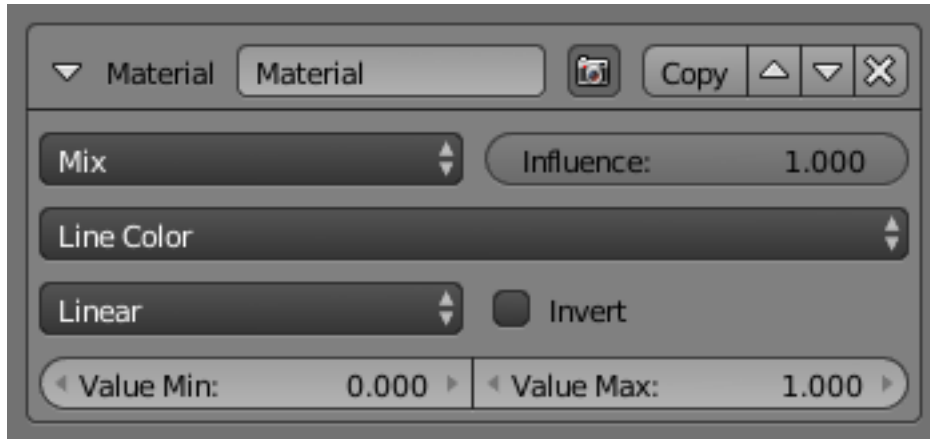 Material Material Copy
Mix Influence: 1.000
Line Color
Linear Invert
Value Min: 0.000 Value Max: 1.000